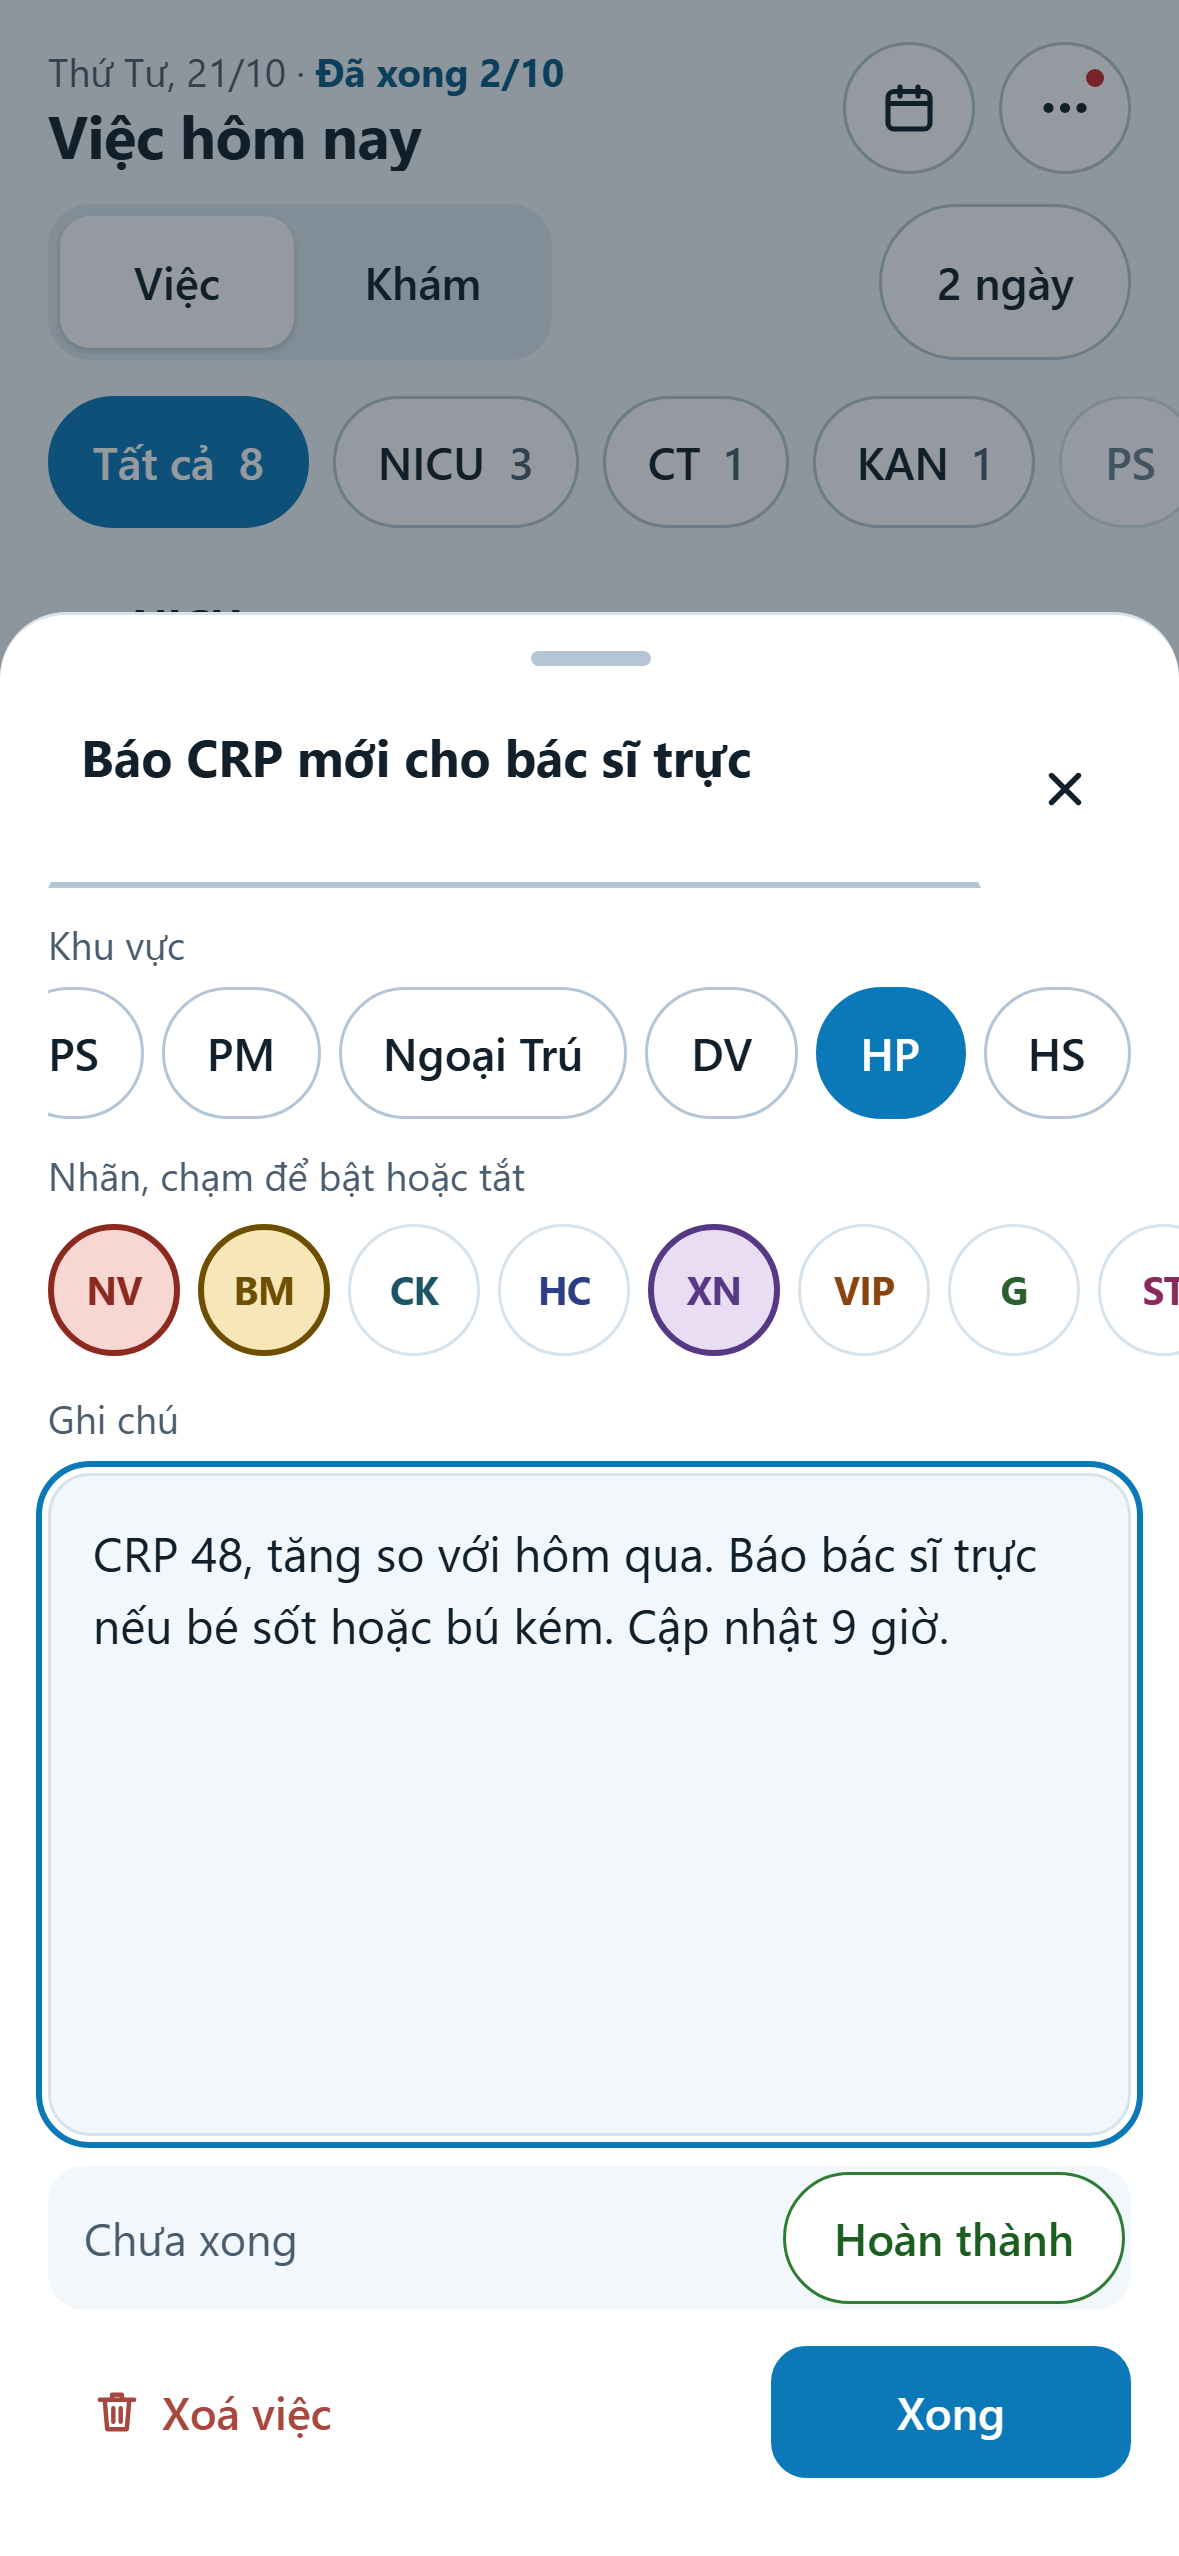 Thứ Tư, 21/10 · Đã xong 2/10
Việc hôm nay
Việc Khám 2 ngày
Tất cả 8 NICU 3 CT 1 KAN 1 PS
Báo CRP mới cho bác sĩ trực
Khu vực
PS PM Ngoại Trú DV HP HS
Nhãn, chạm để bật hoặc tắt
NV BM CK HC XN VIP G ST
Ghi chú
CRP 48, tăng so với hôm qua. Báo bác sĩ trực
nếu bé sốt hoặc bú kém. Cập nhật 9 giờ.
Chưa xong Hoàn thành
Xoá việc Xong